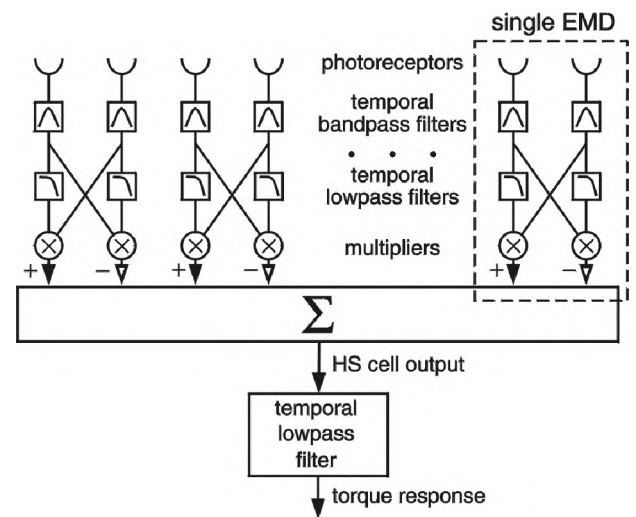 single EMD
photoreceptors
temporal
bandpass filters
. . .
temporal
lowpass filters
multipliers
+ − + − + −
Σ
HS cell output
temporal
lowpass
filter
torque response